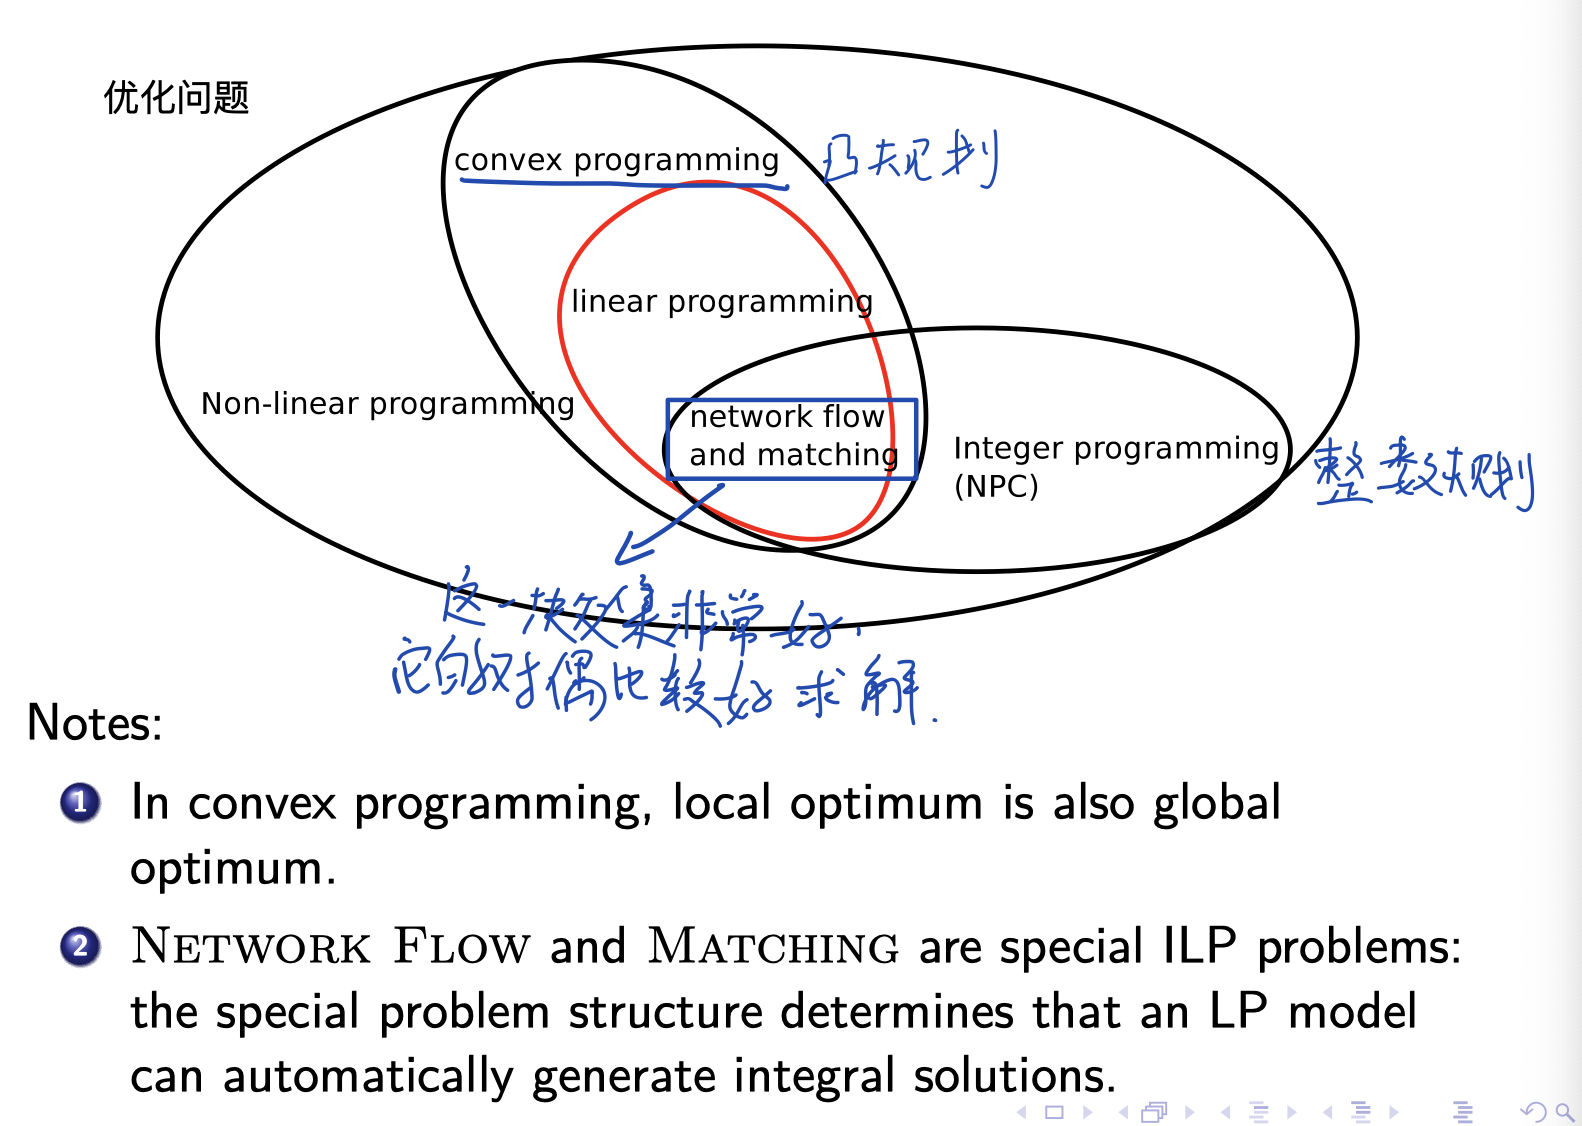 优化问题
convex programming
凸规划
linear programming
Non-linear programming
network flow
and matching
Integer programming
(NPC)
整数规划
这一块效果非常好.
它的对偶比较好求解.
Notes:
1 In convex programming, local optimum is also global
optimum.
2 NETWORK FLOW and MATCHING are special ILP problems:
the special problem structure determines that an LP model
can automatically generate integral solutions.